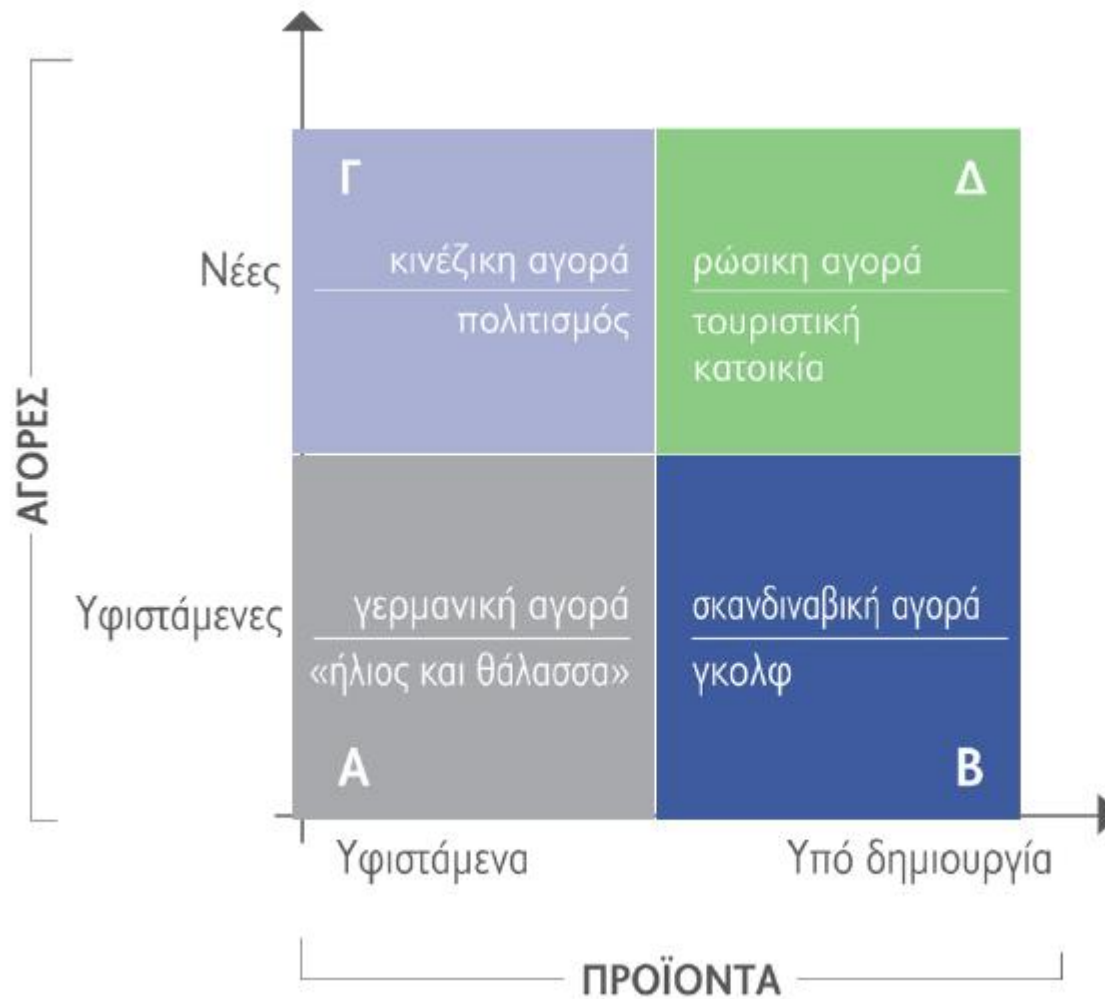 Γ
Δ
Νέες
κινέζικη αγορά
πολιτισμός
ρώσικη αγορά
τουριστική
κατοικία
ΑΓΟΡΕΣ
Υφιστάμενες
γερμανική αγορά
«ήλιος και θάλασσα»
σκανδιναβική αγορά
γκολφ
Α
Β
Υφιστάμενα
Υπό δημιουργία
ΠΡΟΪΟΝΤΑ